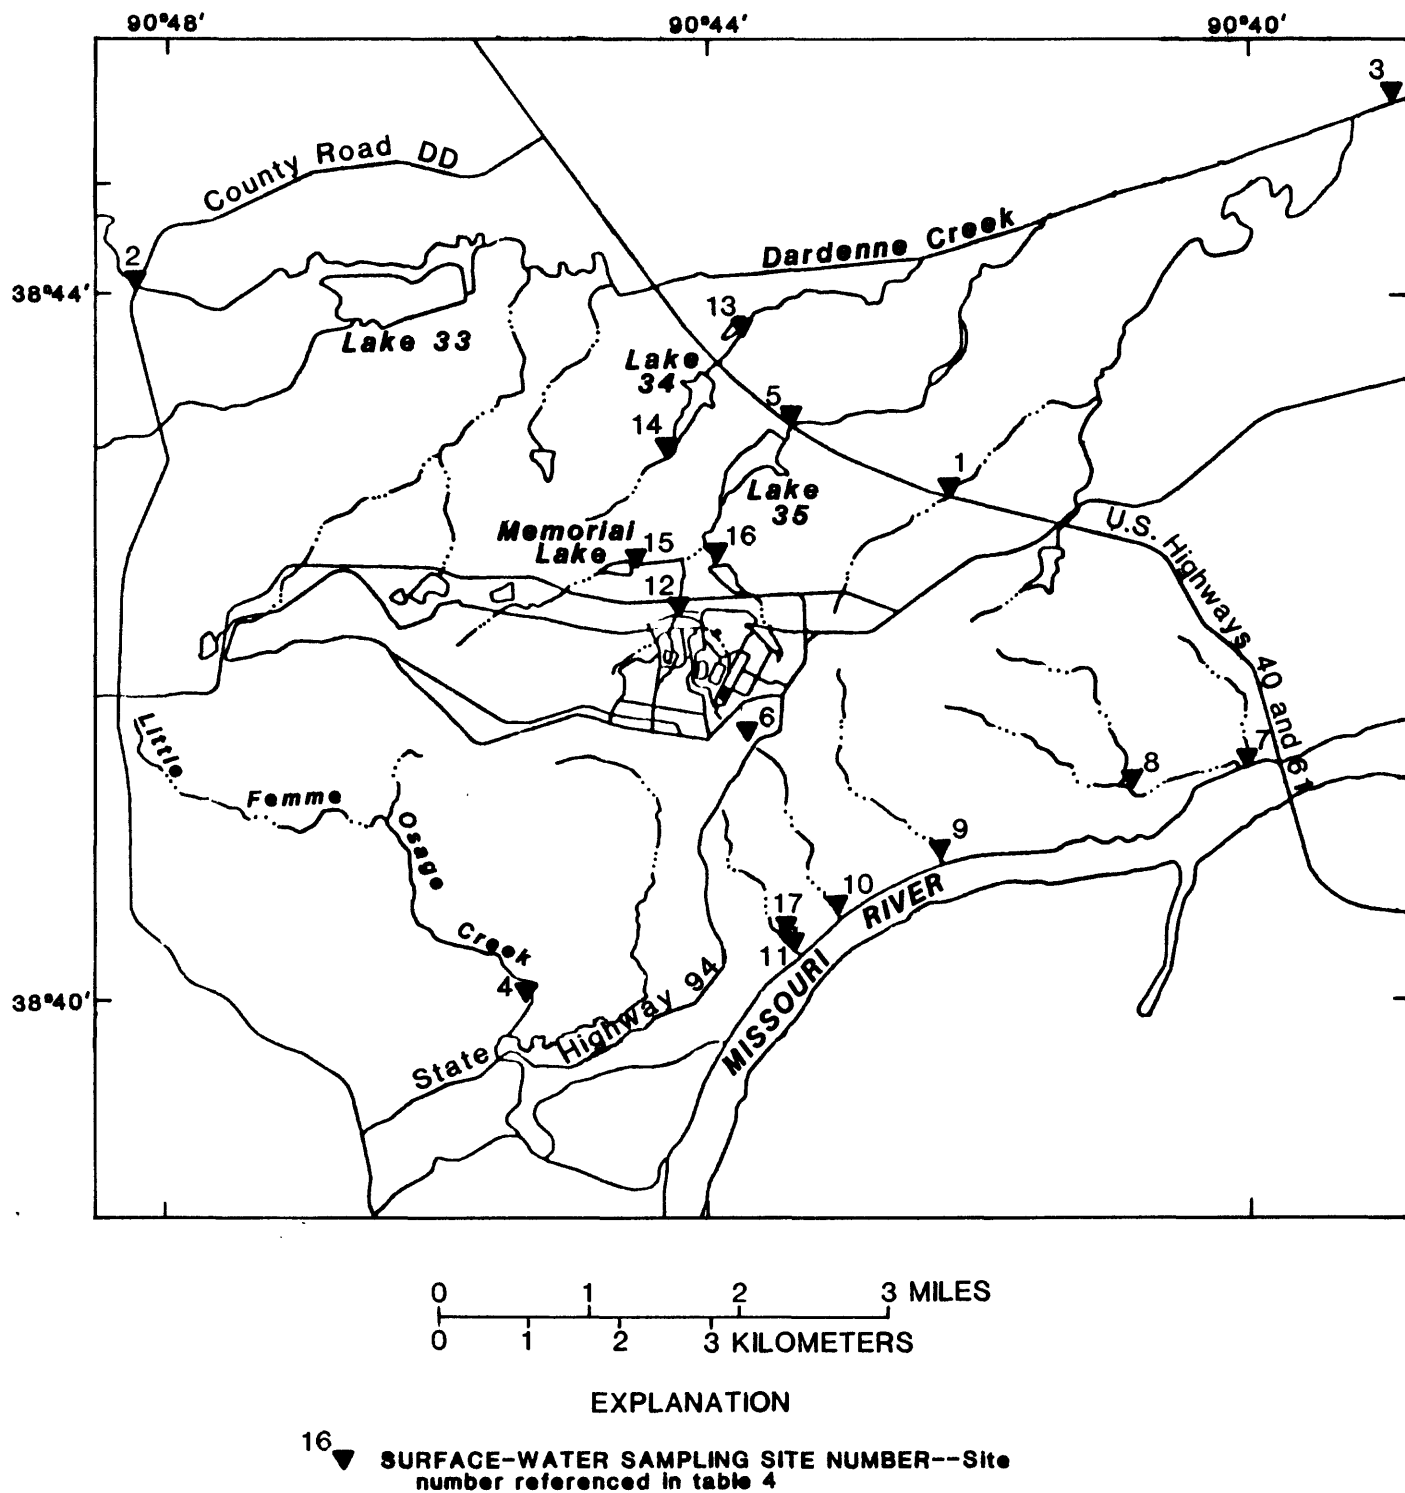 90°48' 90°44' 90°40'
3
County Road DD
2
Dardenne Creek
38°44'
13
Lake 33
Lake
34
5
14
1
Lake
35
U.S. Highways 40 and 61
Memorial
Lake
15
16
12
Little
Femme
Osage
Creek
6
7
8
9
10
17
11
RIVER
MISSOURI
4
38°40'
State Highway 94
0 1 2 3 MILES
0 1 2 3 KILOMETERS
EXPLANATION
16
SURFACE-WATER SAMPLING SITE NUMBER--Site
number referenced in table 4